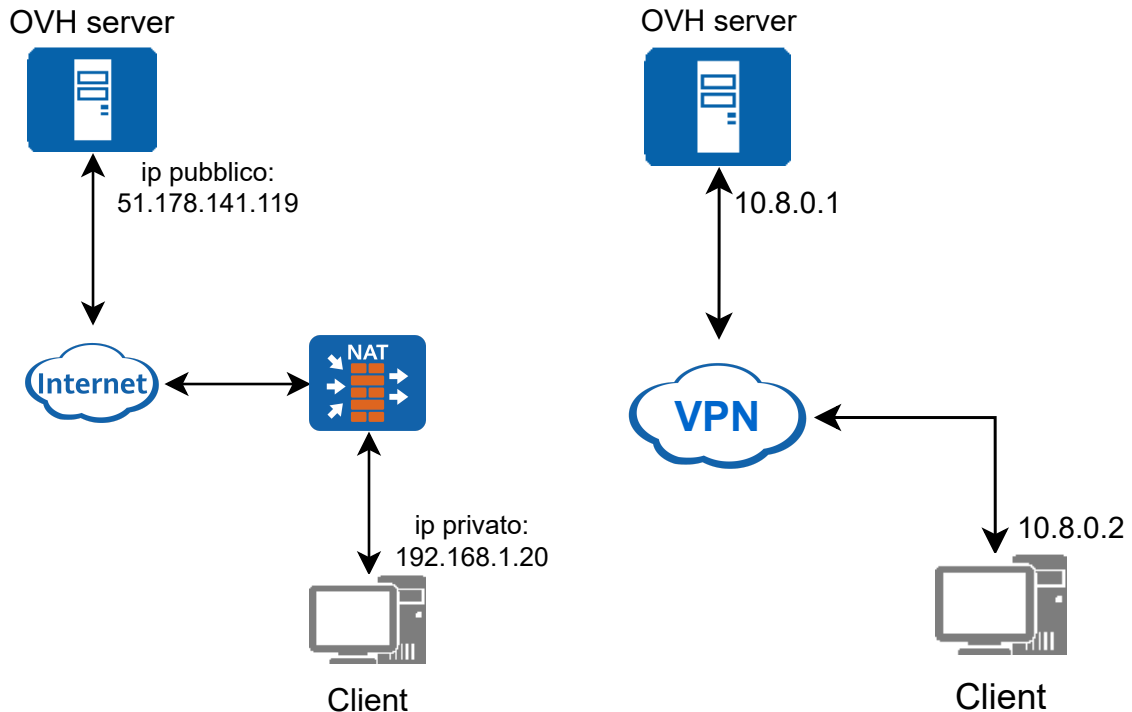 OVH server
ip pubblico:
51.178.141.119
Internet
NAT
ip privato:
192.168.1.20
Client
OVH server
10.8.0.1
VPN
10.8.0.2
Client